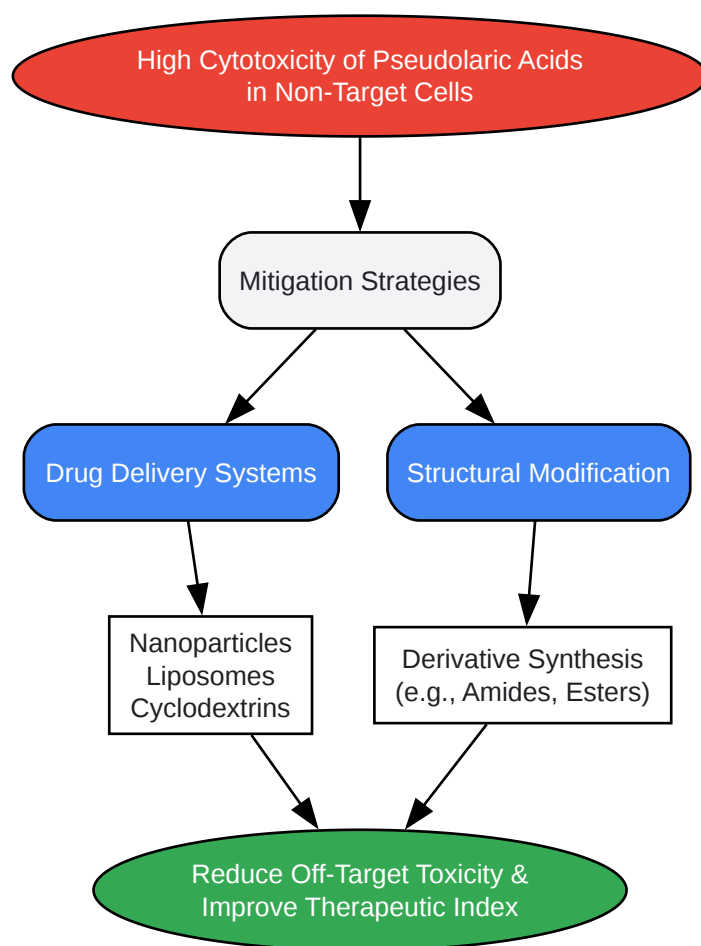 High Cytotoxicity of Pseudolaric Acids
in Non-Target Cells
Mitigation Strategies
Drug Delivery Systems
Structural Modification
Nanoparticles
Liposomes
Cyclodextrins
Derivative Synthesis
(e.g., Amides, Esters)
Reduce Off-Target Toxicity &
Improve Therapeutic Index